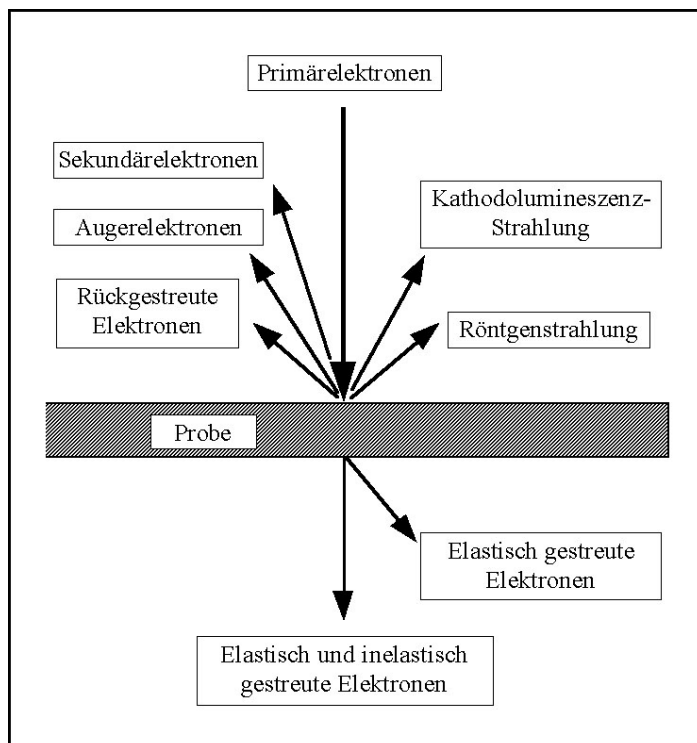 Primärelektronen
Sekundärelektronen
Augerelektronen
Rückgestreute
Elektronen
Kathodolumineszenz-
Strahlung
Röntgenstrahlung
Probe
Elastisch gestreute
Elektronen
Elastisch und inelastisch
gestreute Elektronen